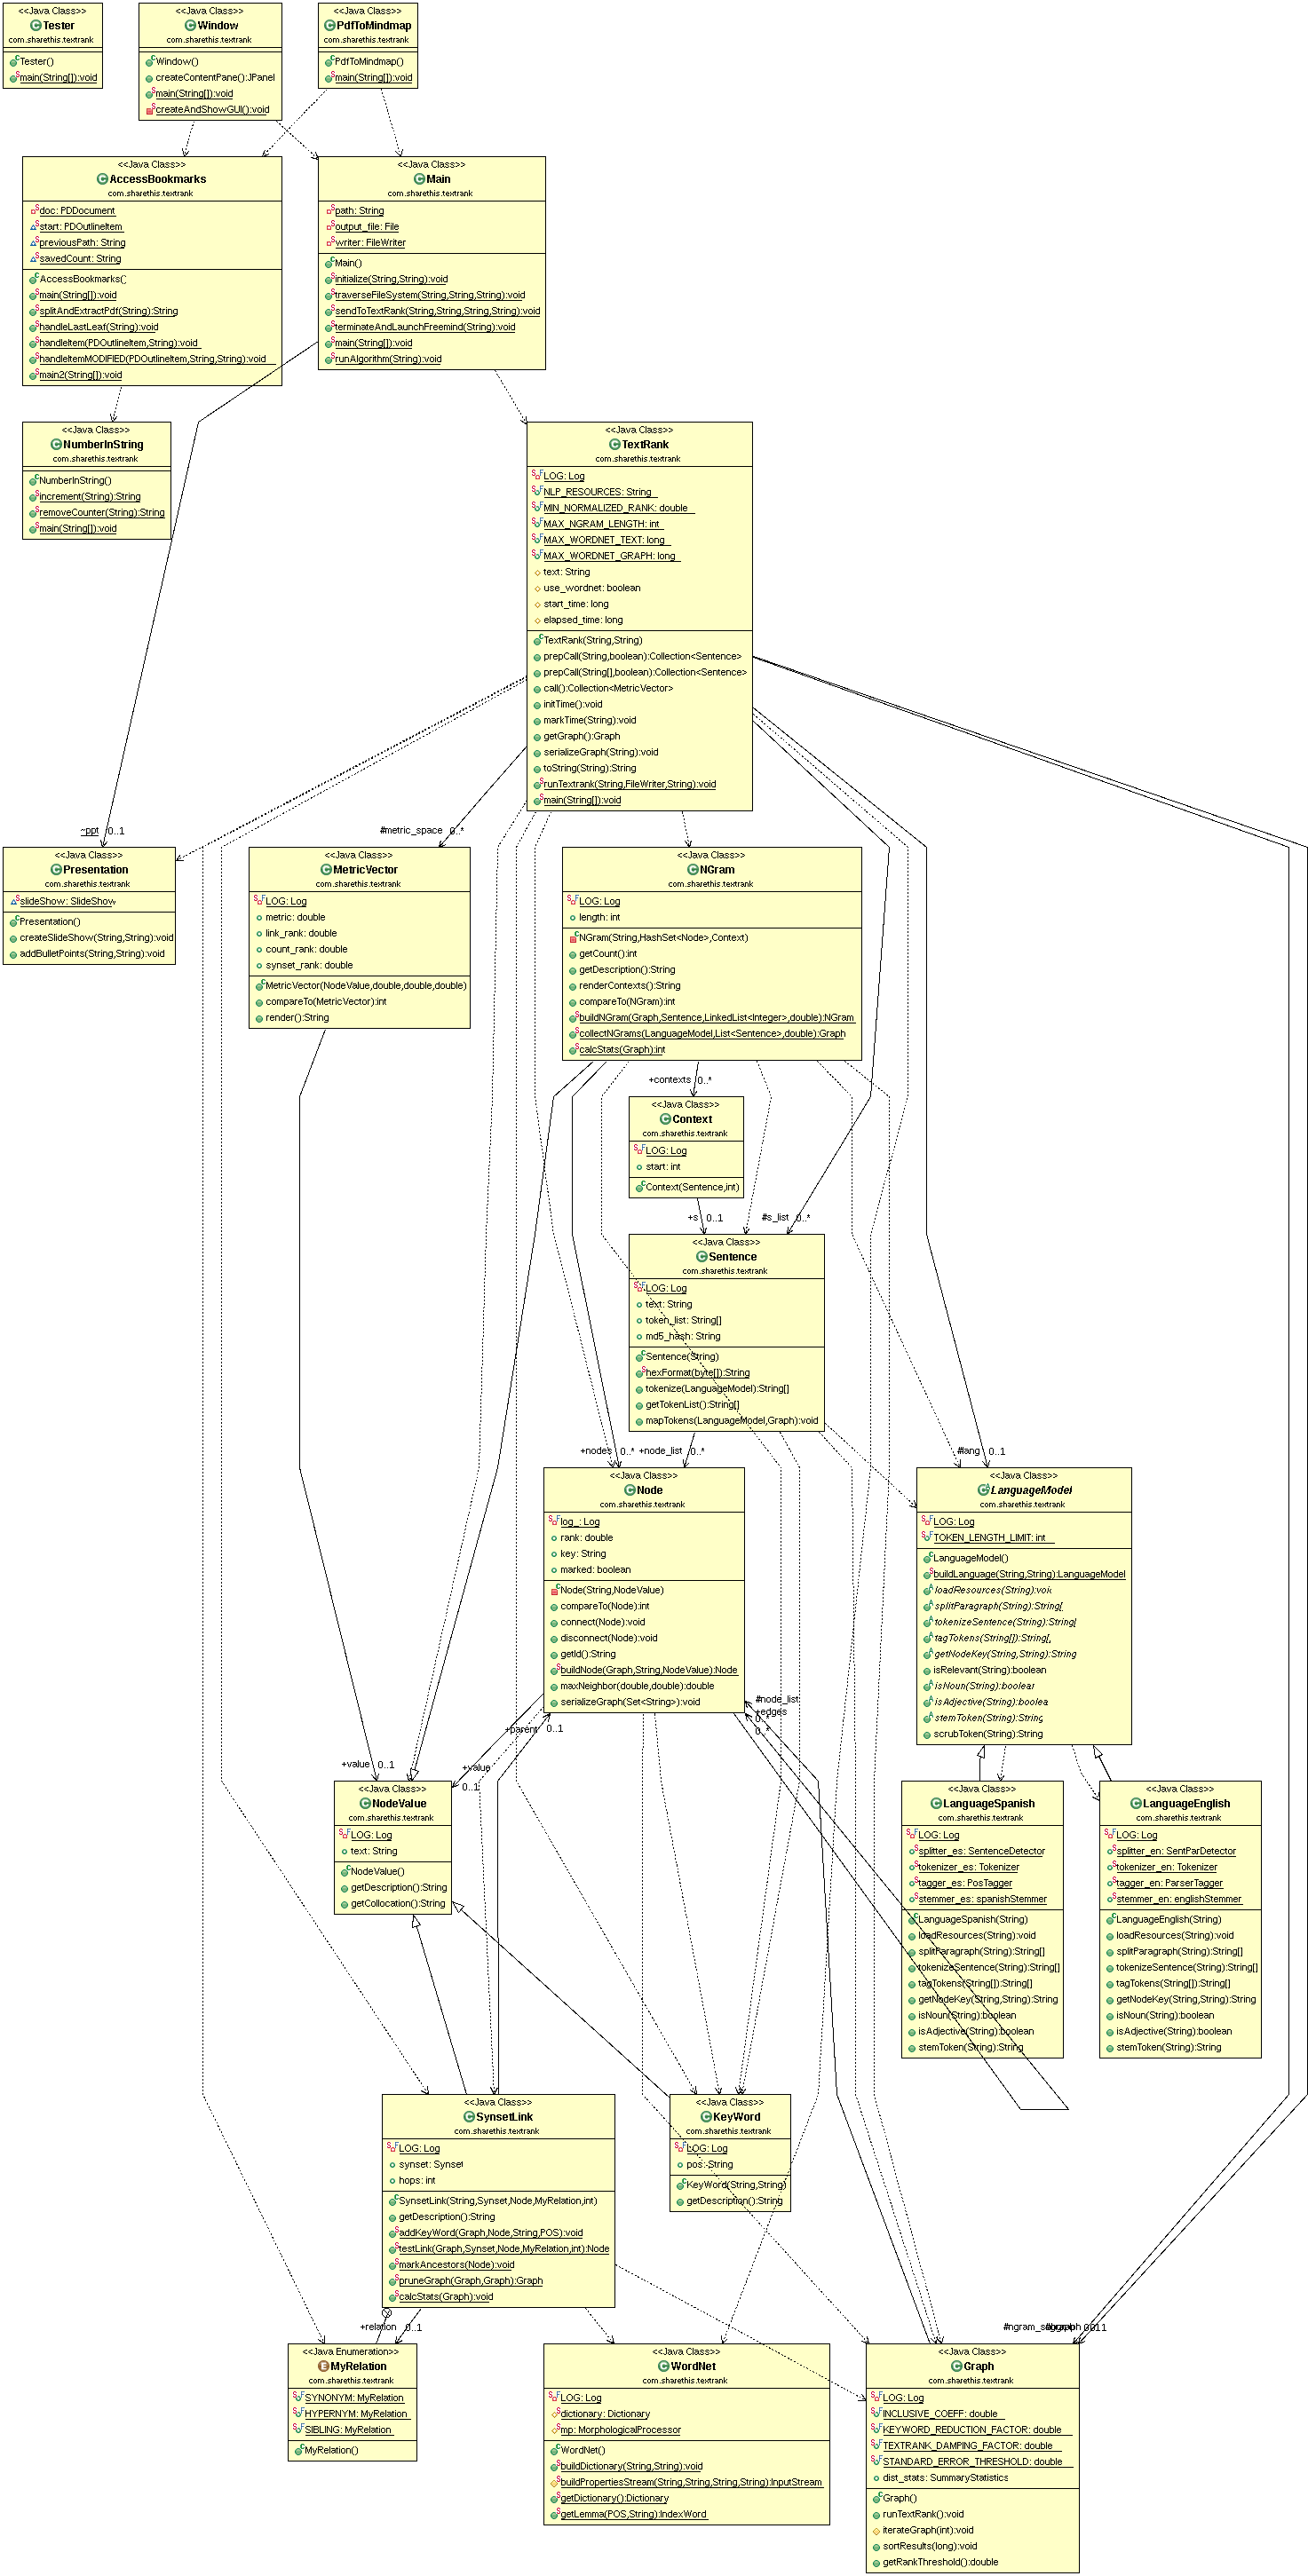 <<Java Class>>
Tester
com.sharethis.textrank
Tester()
main(String[]):void
<<Java Class>>
Window
com.sharethis.textrank
Window()
createContentPane():JPanel
main(String[]):void
createAndShowGUI():void
<<Java Class>>
PdfToMindmap
com.sharethis.textrank
PdfToMindmap()
main(String[]):void
<<Java Class>>
AccessBookmarks
com.sharethis.textrank
doc: PDDocument
start: PDOutlineItem
previousPath: String
savedCount: String
AccessBookmarks()
main(String[]):void
splitAndExtractPdf(String):String
handleLastLeaf(String):void
handleItem(PDOutlineItem,String):void
handleItemMODIFIED(PDOutlineItem,String,String):void
main2(String[]):void
<<Java Class>>
Main
com.sharethis.textrank
path: String
output_file: File
writer: FileWriter
Main()
initialize(String,String):void
traverseFileSystem(String,String,String):void
sendToTextRank(String,String,String,String):void
terminateAndLaunchFreemind(String):void
main(String[]):void
runAlgorithm(String):void
<<Java Class>>
NumberInString
com.sharethis.textrank
NumberInString()
increment(String):String
removeCounter(String):String
main(String[]):void
<<Java Class>>
TextRank
com.sharethis.textrank
LOG: Log
NLP_RESOURCES: String
MIN_NORMALIZED_RANK: double
MAX_NGRAM_LENGTH: int
MAX_WORDNET_TEXT: long
MAX_WORDNET_GRAPH: long
text: String
use_wordnet: boolean
start_time: long
elapsed_time: long
TextRank(String,String)
prepCall(String,boolean):Collection<Sentence>
prepCall(String[],boolean):Collection<Sentence>
call():Collection<MetricVector>
initTime():void
markTime(String):void
getGraph():Graph
serializeGraph(String):void
toString(String):String
runTextrank(String,FileWriter,String):void
main(String[]):void
~ppt 0..1
#metric_space 0..*
<<Java Class>>
Presentation
com.sharethis.textrank
slideShow: SlideShow
Presentation()
createSlideShow(String,String):void
addBulletPoints(String,String):void
<<Java Class>>
MetricVector
com.sharethis.textrank
LOG: Log
metric: double
link_rank: double
count_rank: double
synset_rank: double
MetricVector(NodeValue,double,double,double)
compareTo(MetricVector):int
render():String
<<Java Class>>
NGram
com.sharethis.textrank
LOG: Log
length: int
NGram(String,HashSet<Node>,Context)
getCount():int
getDescription():String
renderContexts():String
compareTo(NGram):int
buildNGram(Graph,Sentence,LinkedList<Integer>,double):NGram
collectNGrams(LanguageModel,List<Sentence>,double):Graph
calcStats(Graph):int
+contexts 0..*
<<Java Class>>
Context
com.sharethis.textrank
LOG: Log
start: int
Context(Sentence,int)
+s 0..1
#s_list 0..*
<<Java Class>>
Sentence
com.sharethis.textrank
LOG: Log
text: String
token_list: String[]
md5_hash: String
Sentence(String)
hexFormat(byte[]):String
tokenize(LanguageModel):String[]
getTokenList():String[]
mapTokens(LanguageModel,Graph):void
+nodes 0..*
+node_list 0..*
#lang 0..1
<<Java Class>>
Node
com.sharethis.textrank
log_: Log
rank: double
key: String
marked: boolean
Node(String,NodeValue)
compareTo(Node):int
connect(Node):void
disconnect(Node):void
getId():String
buildNode(Graph,String,NodeValue):Node
maxNeighbor(double,double):double
serializeGraph(Set<String>):void
<<Java Class>>
LanguageModel
com.sharethis.textrank
LOG: Log
TOKEN_LENGTH_LIMIT: int
LanguageModel()
buildLanguage(String,String):LanguageModel
loadResources(String):void
splitParagraph(String):String[
tokenizeSentence(String):String[
tagTokens(String[]):String[,
getNodeKey(String,String):String
isRelevant(String):boolean
isNoun(String):boolean
isAdjective(String):boolea
stemToken(String):String
scrubToken(String):String
#node_list
+edges
0..*
0..*
+parent 0..1
+value 0..1
+value
0..1
<<Java Class>>
NodeValue
com.sharethis.textrank
LOG: Log
text: String
NodeValue()
getDescription():String
getCollocation():String
<<Java Class>>
LanguageSpanish
com.sharethis.textrank
LOG: Log
splitter_es: SentenceDetector
tokenizer_es: Tokenizer
tagger_es: PosTagger
stemmer_es: spanishStemmer
LanguageSpanish(String)
loadResources(String):void
splitParagraph(String):String[]
tokenizeSentence(String):String[]
tagTokens(String[]):String[]
getNodeKey(String,String):String
isNoun(String):boolean
isAdjective(String):boolean
stemToken(String):String
<<Java Class>>
LanguageEnglish
com.sharethis.textrank
LOG: Log
splitter_en: SentParDetector
tokenizer_en: Tokenizer
tagger_en: ParserTagger
stemmer_en: englishStemmer
LanguageEnglish(String)
loadResources(String):void
splitParagraph(String):String[]
tokenizeSentence(String):String[]
tagTokens(String[]):String[]
getNodeKey(String,String):String
isNoun(String):boolean
isAdjective(String):boolean
stemToken(String):String
<<Java Class>>
SynsetLink
com.sharethis.textrank
LOG: Log
synset: Synset
hops: int
SynsetLink(String,Synset,Node,MyRelation,int)
getDescription():String
addKeyWord(Graph,Node,String,POS):void
testLink(Graph,Synset,Node,MyRelation,int):Node
markAncestors(Node):void
pruneGraph(Graph,Graph):Graph
calcStats(Graph):void
<<Java Class>>
KeyWord
com.sharethis.textrank
LOG: Log
pos: String
KeyWord(String,String)
getDescription():String
+relation 0..1
<<Java Enumeration>>
MyRelation
com.sharethis.textrank
SYNONYM: MyRelation
HYPERNYM: MyRelation
SIBLING: MyRelation
MyRelation()
<<Java Class>>
WordNet
com.sharethis.textrank
LOG: Log
dictionary: Dictionary
mp: MorphologicalProcessor
WordNet()
buildDictionary(String,String):void
buildPropertiesStream(String,String,String,String):InputStream
getDictionary():Dictionary
getLemma(POS,String):IndexWord
<<Java Class>>
Graph
com.sharethis.textrank
LOG: Log
INCLUSIVE_COEFF: double
KEYWORD_REDUCTION_FACTOR: double
TEXTRANK_DAMPING_FACTOR: double
STANDARD_ERROR_THRESHOLD: double
dist_stats: SummaryStatistics
Graph()
runTextRank():void
iterateGraph(int):void
sortResults(long):void
getRankThreshold():double